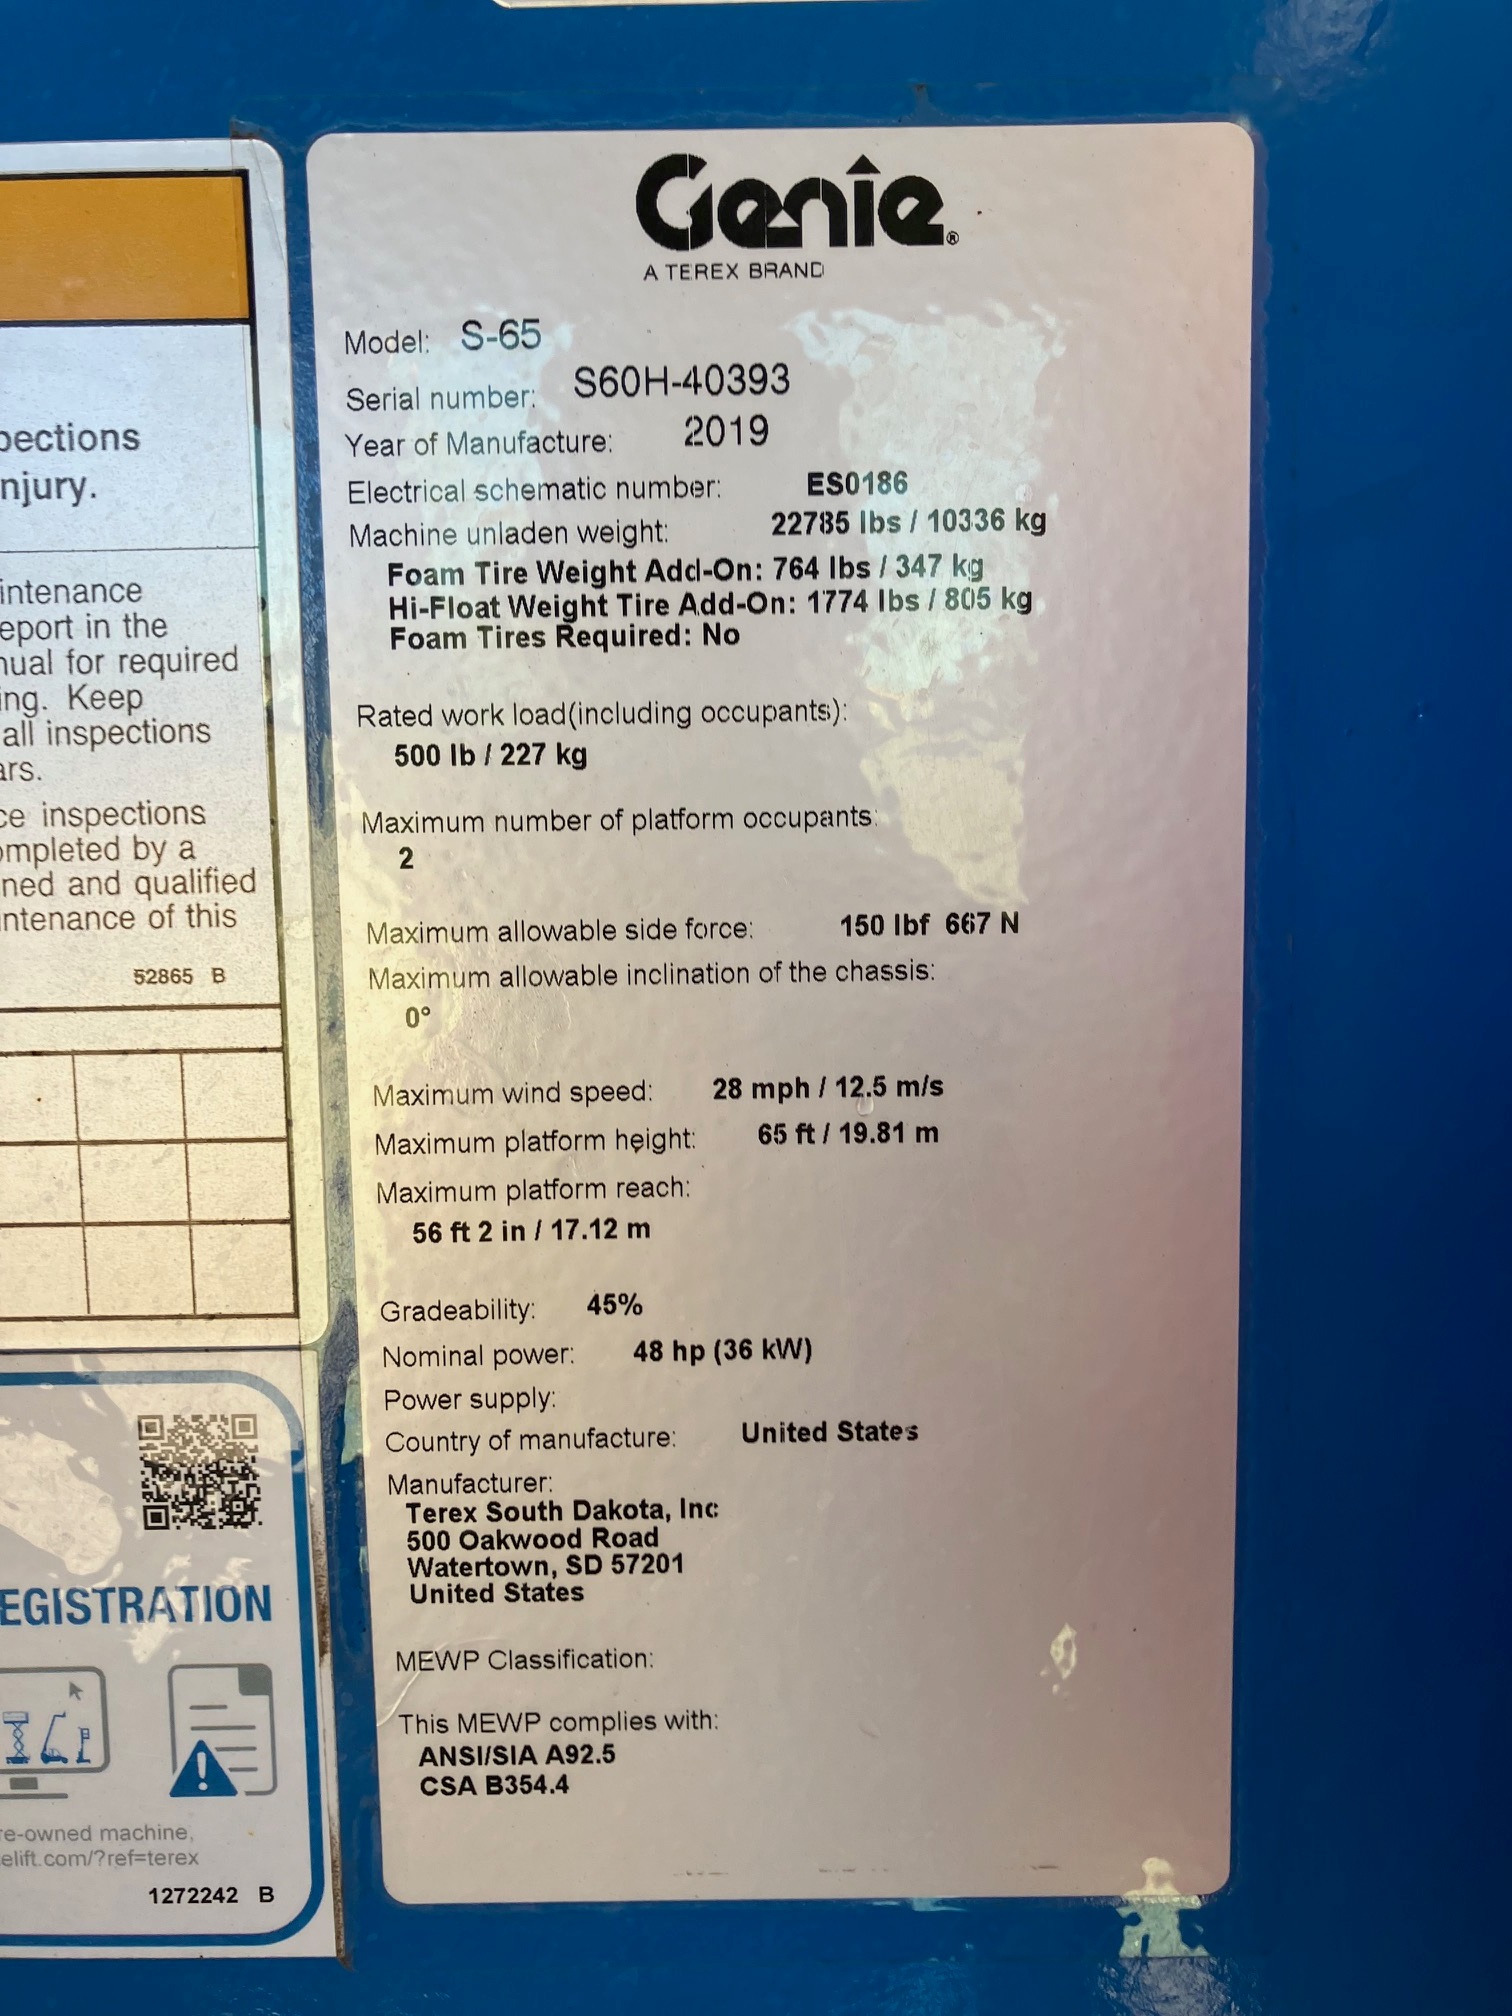 pections
njury.
intenance
eport in the
nual for required
ing. Keep
all inspections
ars.
ce inspections
ompleted by a
ned and qualified
intenance of this
52865 B
EGISTRATION
re-owned machine,
elift.com/?ref=terex
1272242 B
Genie®
A TEREX BRAND
Model: S-65
Serial number: S60H-40393
Year of Manufacture: 2019
Electrical schematic number: ES0186
Machine unladen weight: 22785 lbs / 10336 kg
Foam Tire Weight Add-On: 764 lbs / 347 kg
Hi-Float Weight Tire Add-On: 1774 lbs / 805 kg
Foam Tires Required: No
Rated work load(including occupants):
500 lb / 227 kg
Maximum number of platform occupants:
2
Maximum allowable side force: 150 lbf 667 N
Maximum allowable inclination of the chassis:
0°
Maximum wind speed: 28 mph / 12.5 m/s
Maximum platform height: 65 ft / 19.81 m
Maximum platform reach:
56 ft 2 in / 17.12 m
Gradeability: 45%
Nominal power: 48 hp (36 kW)
Power supply:
Country of manufacture: United States
Manufacturer:
Terex South Dakota, Inc
500 Oakwood Road
Watertown, SD 57201
United States
MEWP Classification:
This MEWP complies with:
ANSI/SIA A92.5
CSA B354.4